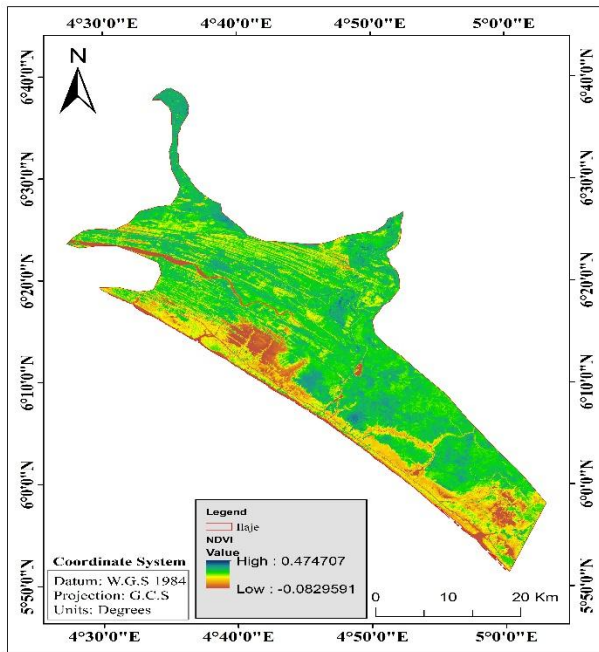 4°30'0"E 4°40'0"E 4°50'0"E 5°0'0"E
N
6°40'0"N 6°40'0"N
6°30'0"N 6°30'0"N
6°20'0"N 6°20'0"N
6°10'0"N 6°10'0"N
6°0'0"N 6°0'0"N
5°50'0"N 5°50'0"N
Legend
Ilaje
NDVI
Value
High : 0.474707
Low : -0.0829591
Coordinate System
Datum: W.G.S 1984
Projection: G.C.S
Units: Degrees
0 10 20 Km
4°30'0"E 4°40'0"E 4°50'0"E 5°0'0"E